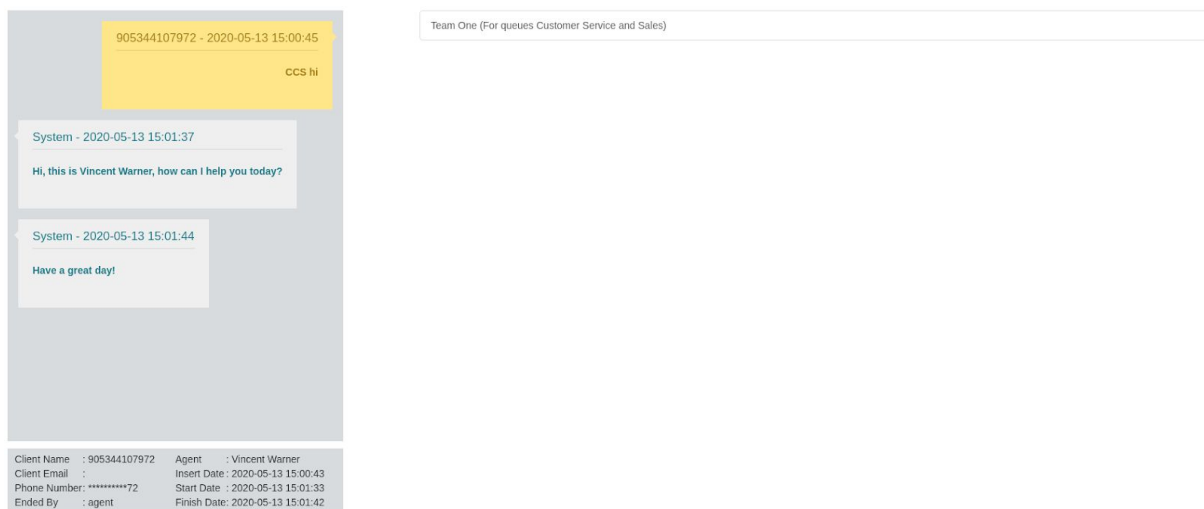 905344107972 - 2020-05-13 15:00:45
CCS hi
System - 2020-05-13 15:01:37
Hi, this is Vincent Warner, how can I help you today?
System - 2020-05-13 15:01:44
Have a great day!
Client Name : 905344107972 Agent : Vincent Warner
Client Email : Insert Date : 2020-05-13 15:00:43
Phone Number: **********72 Start Date : 2020-05-13 15:01:33
Ended By : agent Finish Date: 2020-05-13 15:01:42
Team One (For queues Customer Service and Sales)